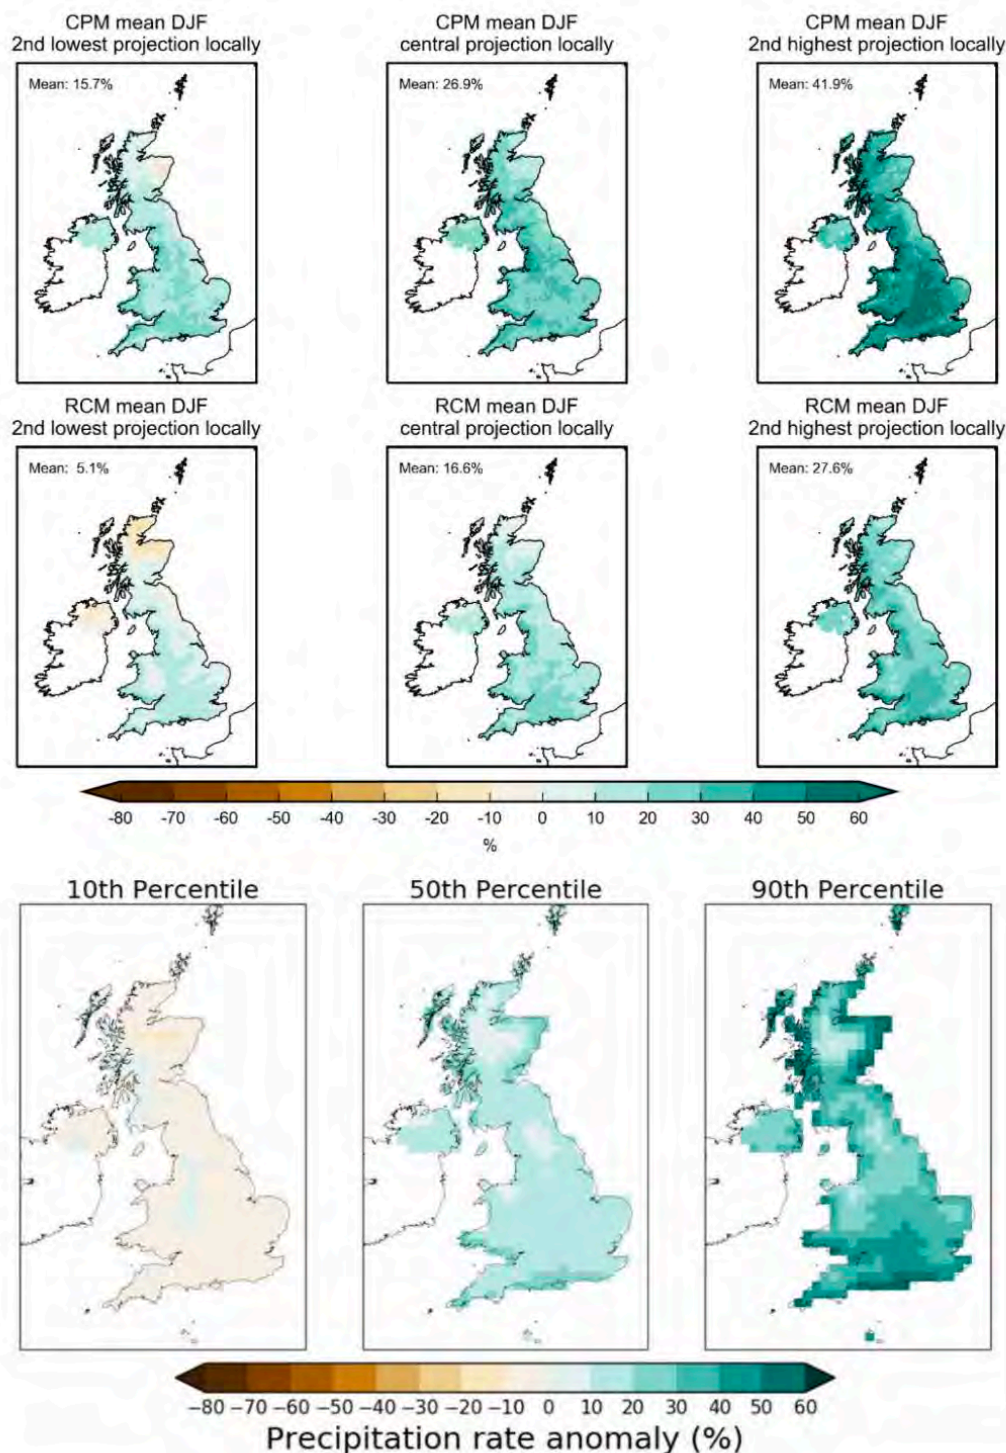 CPM mean DJF
2nd lowest projection locally
CPM mean DJF
central projection locally
CPM mean DJF
2nd highest projection locally
Mean: 15.7%
Mean: 26.9%
Mean: 41.9%
RCM mean DJF
2nd lowest projection locally
RCM mean DJF
central projection locally
RCM mean DJF
2nd highest projection locally
Mean: 5.1%
Mean: 16.6%
Mean: 27.6%
-80 -70 -60 -50 -40 -30 -20 -10 0 10 20 30 40 50 60
%
10th Percentile
50th Percentile
90th Percentile
−80 −70 −60 −50 −40 −30 −20 −10 0 10 20 30 40 50 60
Precipitation rate anomaly (%)